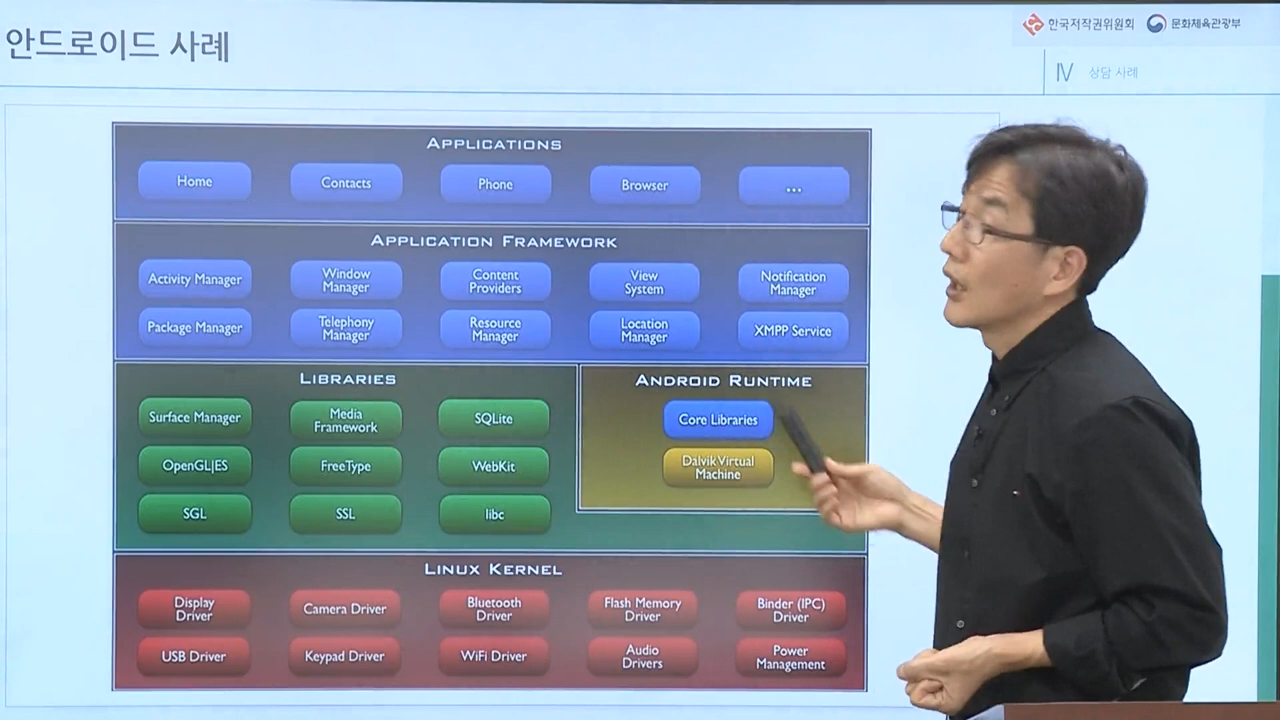 안드로이드 사례
한국저작권위원회
문화체육관광부
Ⅳ 상담 사례
APPLICATIONS
Home
Contacts
Phone
Browser
...
APPLICATION FRAMEWORK
Activity Manager
Window
Manager
Content
Providers
View
System
Notification
Manager
Package Manager
Telephony
Manager
Resource
Manager
Location
Manager
XMPP Service
LIBRARIES
Surface Manager
Media
Framework
SQLite
OpenGL|ES
FreeType
WebKit
SGL
SSL
libc
ANDROID RUNTIME
Core Libraries
Dalvik Virtual
Machine
LINUX KERNEL
Display
Driver
Camera Driver
Bluetooth
Driver
Flash Memory
Driver
Binder (IPC)
Driver
USB Driver
Keypad Driver
WiFi Driver
Audio
Drivers
Power
Management